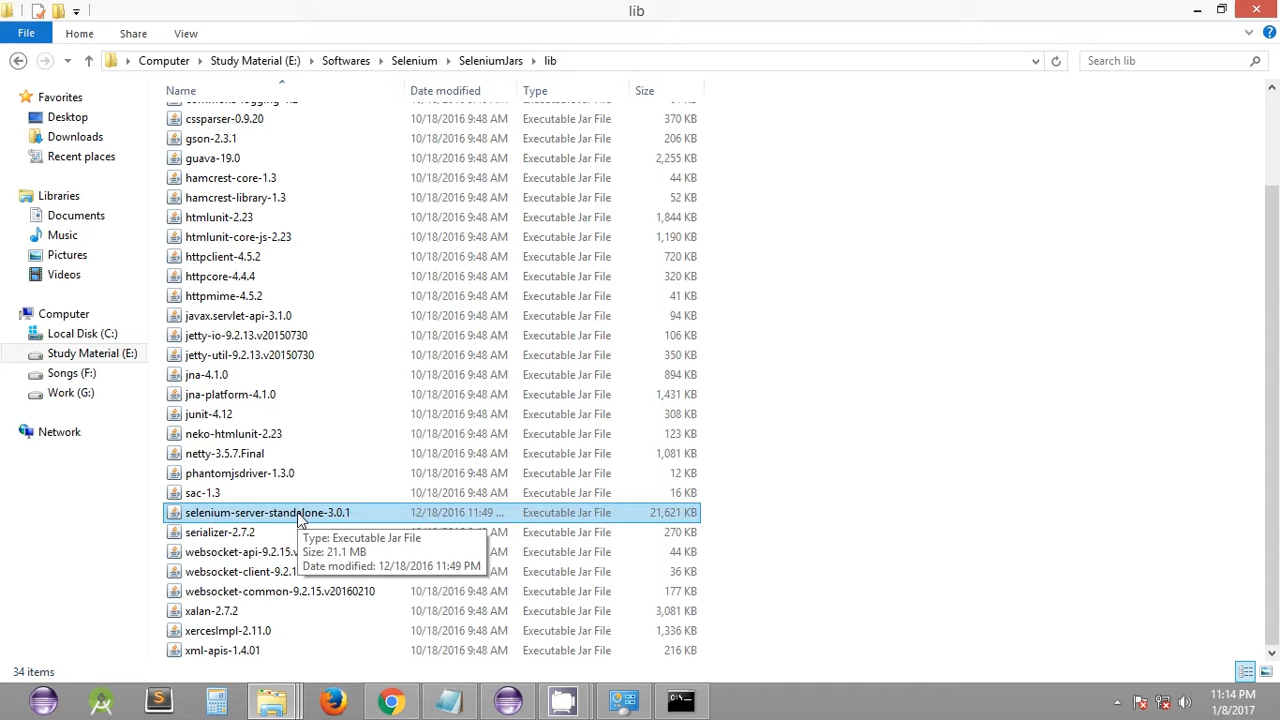 lib
File Home Share View
Computer Study Material (E:) Softwares Selenium SeleniumJars lib
Search lib
Name Date modified Type Size
Favorites
Desktop
Downloads
Recent places
Libraries
Documents
Music
Pictures
Videos
Computer
Local Disk (C:)
Study Material (E:)
Songs (F:)
Work (G:)
Network
cssparser-0.9.20 10/18/2016 9:48 AM Executable Jar File 370 KB
gson-2.3.1 10/18/2016 9:48 AM Executable Jar File 206 KB
guava-19.0 10/18/2016 9:48 AM Executable Jar File 2,255 KB
hamcrest-core-1.3 10/18/2016 9:48 AM Executable Jar File 44 KB
hamcrest-library-1.3 10/18/2016 9:48 AM Executable Jar File 52 KB
htmlunit-2.23 10/18/2016 9:48 AM Executable Jar File 1,844 KB
htmlunit-core-js-2.23 10/18/2016 9:48 AM Executable Jar File 1,190 KB
httpclient-4.5.2 10/18/2016 9:48 AM Executable Jar File 720 KB
httpcore-4.4.4 10/18/2016 9:48 AM Executable Jar File 320 KB
httpmime-4.5.2 10/18/2016 9:48 AM Executable Jar File 41 KB
javax.servlet-api-3.1.0 10/18/2016 9:48 AM Executable Jar File 94 KB
jetty-io-9.2.13.v20150730 10/18/2016 9:48 AM Executable Jar File 106 KB
jetty-util-9.2.13.v20150730 10/18/2016 9:48 AM Executable Jar File 350 KB
jna-4.1.0 10/18/2016 9:48 AM Executable Jar File 894 KB
jna-platform-4.1.0 10/18/2016 9:48 AM Executable Jar File 1,431 KB
junit-4.12 10/18/2016 9:48 AM Executable Jar File 308 KB
neko-htmlunit-2.23 10/18/2016 9:48 AM Executable Jar File 123 KB
netty-3.5.7.Final 10/18/2016 9:48 AM Executable Jar File 1,081 KB
phantomjsdriver-1.3.0 10/18/2016 9:48 AM Executable Jar File 12 KB
sac-1.3 10/18/2016 9:48 AM Executable Jar File 16 KB
selenium-server-standalone-3.0.1 12/18/2016 11:49 ... Executable Jar File 21,621 KB
serializer-2.7.2 Executable Jar File 270 KB
websocket-api-9.2.15.v Executable Jar File 44 KB
websocket-client-9.2.1 Executable Jar File 36 KB
Type: Executable Jar File
Size: 21.1 MB
Date modified: 12/18/2016 11:49 PM
websocket-common-9.2.15.v20160210 10/18/2016 9:48 AM Executable Jar File 177 KB
xalan-2.7.2 10/18/2016 9:48 AM Executable Jar File 3,081 KB
xercesImpl-2.11.0 10/18/2016 9:48 AM Executable Jar File 1,336 KB
xml-apis-1.4.01 10/18/2016 9:48 AM Executable Jar File 216 KB
34 items
11:14 PM
1/8/2017